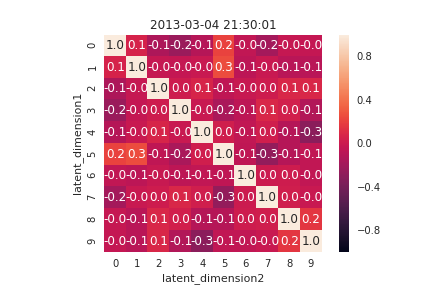 2013-03-04 21:30:01
0 1.0 0.1 -0.1 -0.2 -0.1 0.2 -0.0 -0.2 -0.0 -0.0
1 0.1 1.0 -0.0 -0.0 -0.0 0.3 -0.1 -0.0 -0.1 -0.1
2 -0.1 -0.0 1.0 0.0 0.1 -0.1 -0.0 0.0 0.1 0.1
3 -0.2 -0.0 0.0 1.0 -0.0 -0.2 -0.1 0.1 0.0 -0.1
4 -0.1 -0.0 0.1 -0.0 1.0 0.0 -0.1 0.0 -0.1 -0.3
5 0.2 0.3 -0.1 -0.2 0.0 1.0 -0.1 -0.3 -0.1 -0.1
6 -0.0 -0.1 -0.0 -0.1 -0.1 -0.1 1.0 0.0 0.0 -0.0
7 -0.2 -0.0 0.0 0.1 0.0 -0.3 0.0 1.0 0.0 -0.0
8 -0.0 -0.1 0.1 0.0 -0.1 -0.1 0.0 0.0 1.0 0.2
9 -0.0 -0.1 0.1 -0.1 -0.3 -0.1 -0.0 -0.0 0.2 1.0
0 1 2 3 4 5 6 7 8 9
latent_dimension2
latent_dimension1
0.8
0.4
0.0
-0.4
-0.8